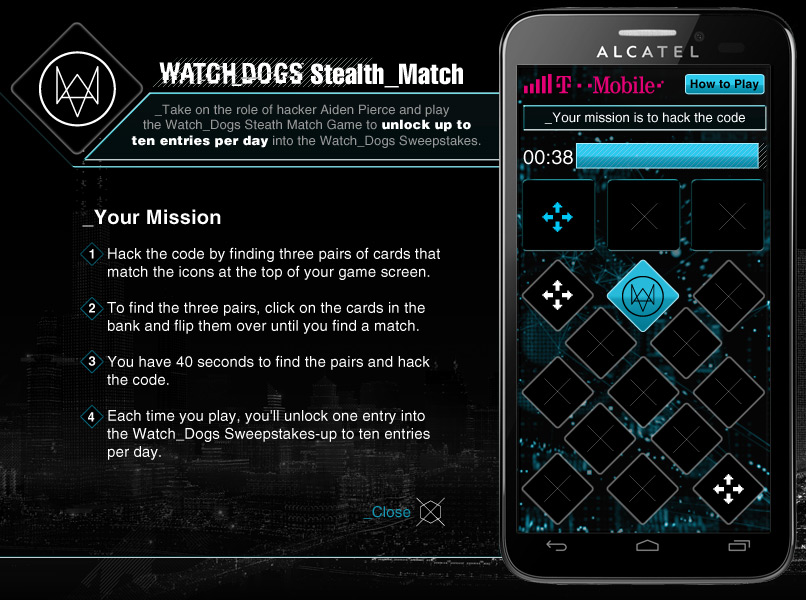 WATCH_DOGS Stealth_Match
_Take on the role of hacker Aiden Pierce and play
the Watch_Dogs Steath Match Game to unlock up to
ten entries per day into the Watch_Dogs Sweepstakes.
_Your Mission
1 Hack the code by finding three pairs of cards that
match the icons at the top of your game screen.
2 To find the three pairs, click on the cards in the
bank and flip them over until you find a match.
3 You have 40 seconds to find the pairs and hack
the code.
4 Each time you play, you'll unlock one entry into
the Watch_Dogs Sweepstakes-up to ten entries
per day.
_Close
ALCATEL
T-Mobile
How to Play
_Your mission is to hack the code
00:38